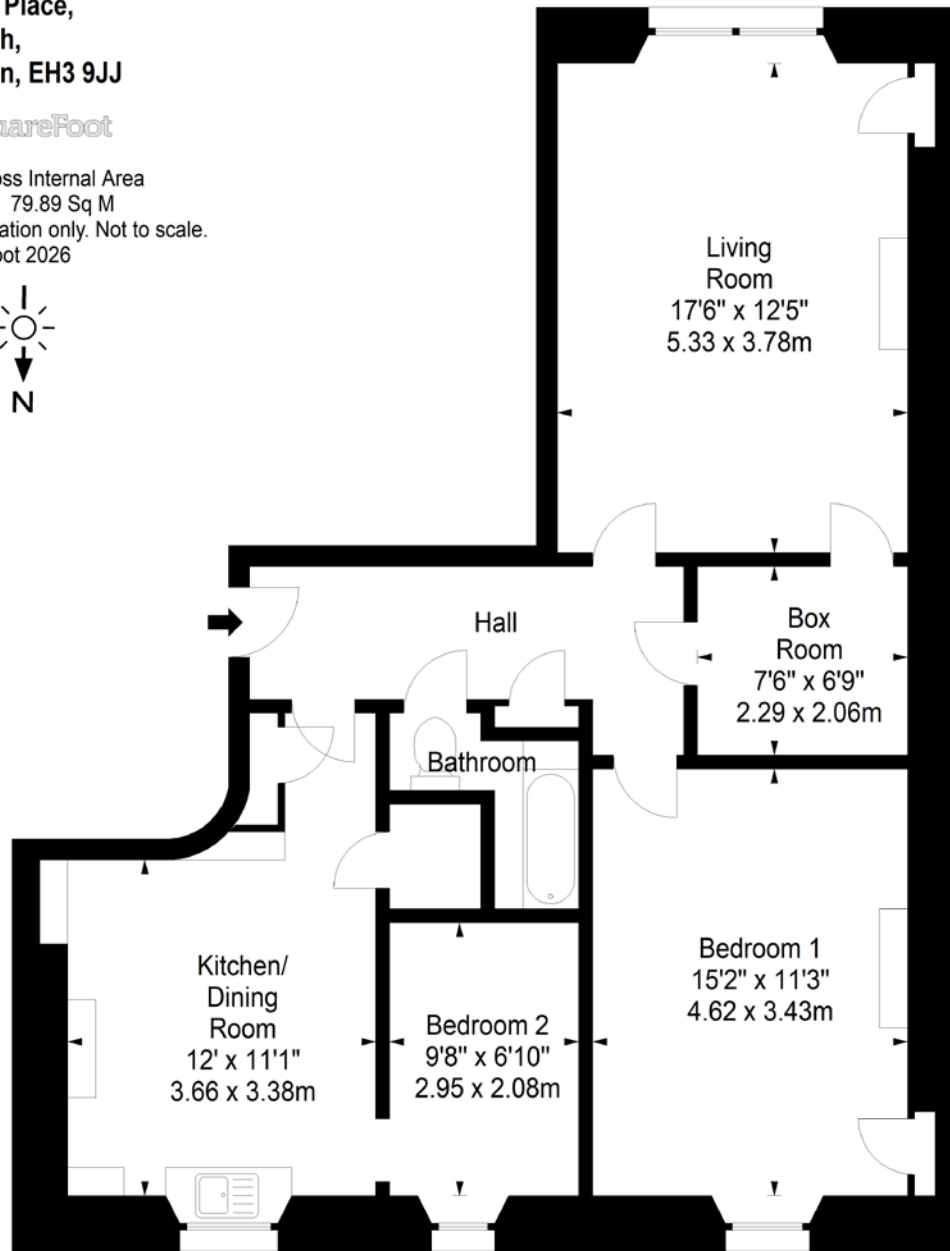 Place,
h,
n, EH3 9JJ
uareFoot
oss Internal Area
79.89 Sq M
ation only. Not to scale.
oot 2026
N
Living
Room
17'6" x 12'5"
5.33 x 3.78m
Hall
Box
Room
7'6" x 6'9"
2.29 x 2.06m
Bathroom
Kitchen/
Dining
Room
12' x 11'1"
3.66 x 3.38m
Bedroom 2
9'8" x 6'10"
2.95 x 2.08m
Bedroom 1
15'2" x 11'3"
4.62 x 3.43m